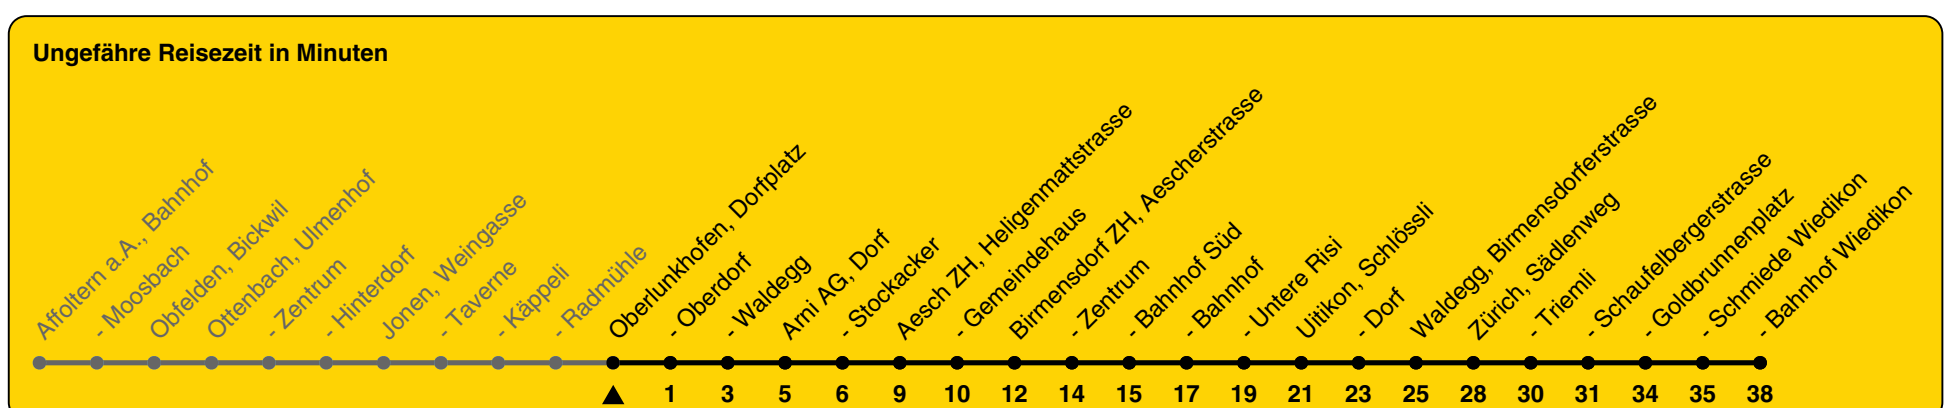 Ungefähre Reisezeit in Minuten
Affoltern a.A., Bahnhof
- Moosbach
Obfelden, Bickwil
Ottenbach, Ulmenhof
- Zentrum
- Hinterdorf
Jonen, Weingasse
- Taverne
- Käppeli
- Radmühle
Oberlunkhofen, Dorfplatz
- Oberdorf
- Waldegg
Arni AG, Dorf
- Stockacker
Aesch ZH, Heligenmattstrasse
- Gemeindehaus
Birmensdorf ZH, Aescherstrasse
- Zentrum
- Bahnhof Süd
- Bahnhof
- Untere Risi
Uitikon, Schlössli
- Dorf
Waldegg, Birmensdorferstrasse
Zürich, Sädlenweg
- Triemli
- Schaufelbergerstrasse
- Goldbrunnenplatz
- Schmiede Wiedikon
- Bahnhof Wiedikon
1 3 5 6 9 10 12 14 15 17 19 21 23 25 28 30 31 34 35 38